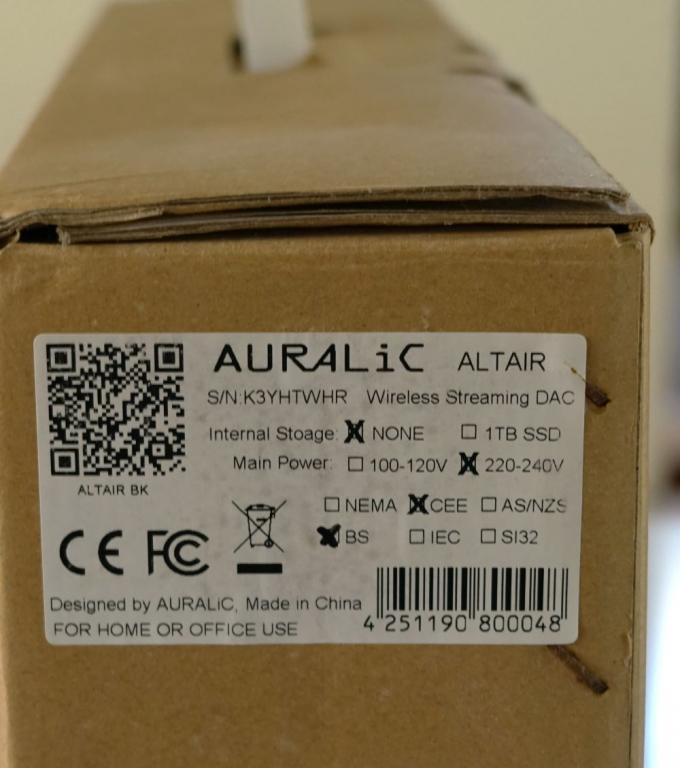 AURALiC ALTAIR
S/N:K3YHTWHR Wireless Streaming DAC
Internal Stoage: ☒ NONE ☐ 1TB SSD
Main Power: ☐ 100-120V ☒ 220-240V
ALTAIR BK
☐ NEMA ☒ CEE ☐ AS/NZS
☒ BS ☐ IEC ☐ SI32
CE FC
Designed by AURALiC, Made in China
FOR HOME OR OFFICE USE
4 251190 800048